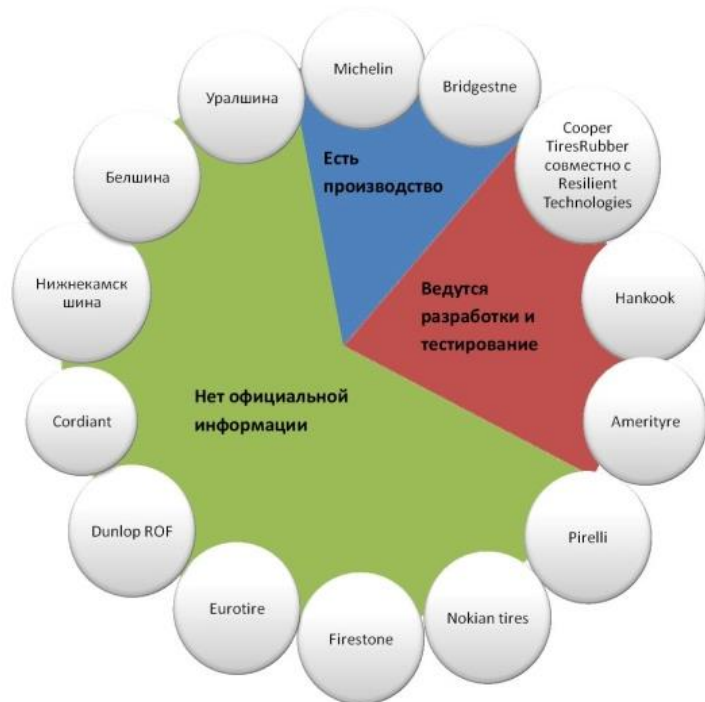 Michelin
Bridgestne
Cooper
TiresRubber
совместно с
Resilient
Technologies
Hankook
Amerityre
Pirelli
Nokian tires
Firestone
Eurotire
Dunlop ROF
Cordiant
Нижнекамск
шина
Белшина
Уралшина
Есть
производство
Ведутся
разработки и
тестирование
Нет официальной
информации